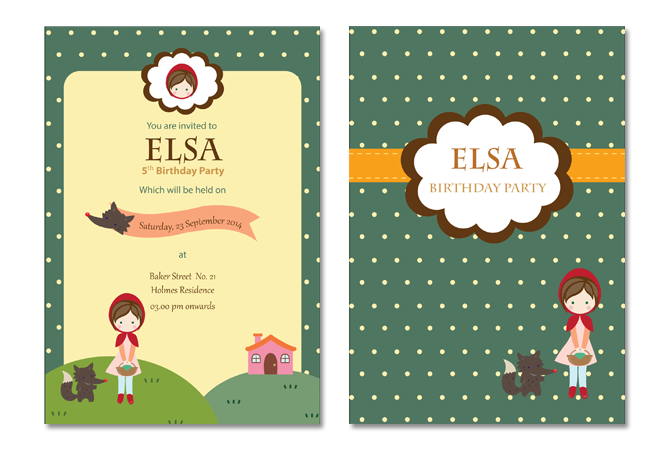 You are invited to
ELSA
5th Birthday Party
Which will be held on
Saturday, 23 September 2014
at
Baker Street No. 21
Holmes Residence
03.00 pm onwards
ELSA
BIRTHDAY PARTY